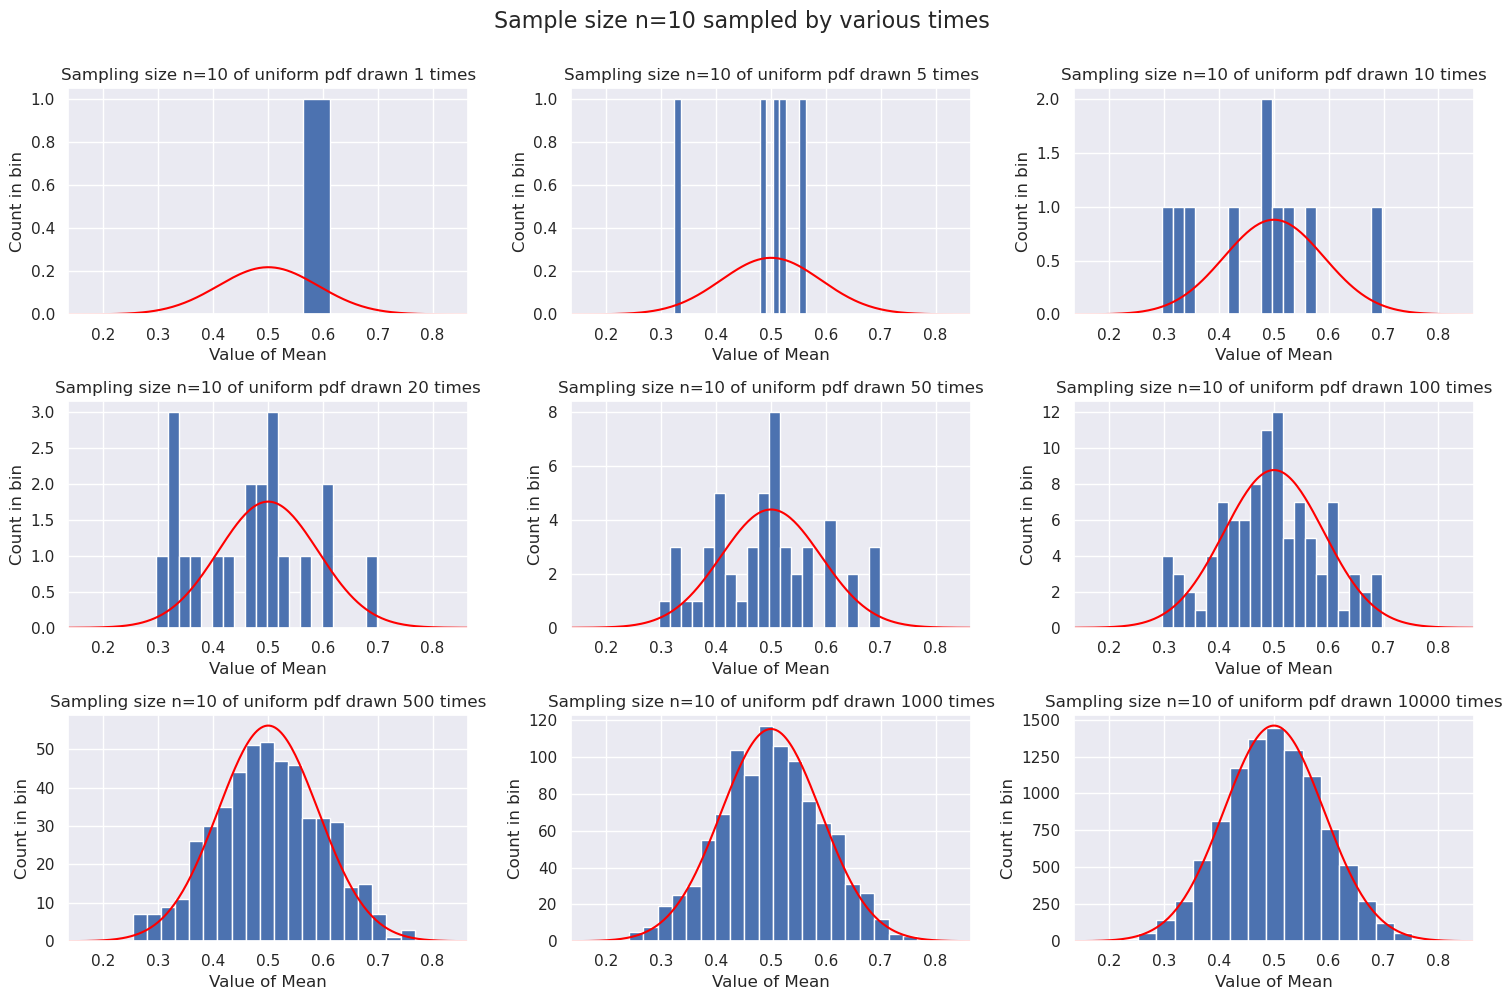 Sample size n=10 sampled by various times
Sampling size n=10 of uniform pdf drawn 1 times
1.0
0.8
0.6
0.4
0.2
0.0
Count in bin
0.2 0.3 0.4 0.5 0.6 0.7 0.8
Value of Mean
Sampling size n=10 of uniform pdf drawn 5 times
1.0
0.8
0.6
0.4
0.2
0.0
Count in bin
0.2 0.3 0.4 0.5 0.6 0.7 0.8
Value of Mean
Sampling size n=10 of uniform pdf drawn 10 times
2.0
1.5
1.0
0.5
0.0
Count in bin
0.2 0.3 0.4 0.5 0.6 0.7 0.8
Value of Mean
Sampling size n=10 of uniform pdf drawn 20 times
3.0
2.5
2.0
1.5
1.0
0.5
0.0
Count in bin
0.2 0.3 0.4 0.5 0.6 0.7 0.8
Value of Mean
Sampling size n=10 of uniform pdf drawn 50 times
8
6
4
2
0
Count in bin
0.2 0.3 0.4 0.5 0.6 0.7 0.8
Value of Mean
Sampling size n=10 of uniform pdf drawn 100 times
12
10
8
6
4
2
0
Count in bin
0.2 0.3 0.4 0.5 0.6 0.7 0.8
Value of Mean
Sampling size n=10 of uniform pdf drawn 500 times
50
40
30
20
10
0
Count in bin
0.2 0.3 0.4 0.5 0.6 0.7 0.8
Value of Mean
Sampling size n=10 of uniform pdf drawn 1000 times
120
100
80
60
40
20
0
Count in bin
0.2 0.3 0.4 0.5 0.6 0.7 0.8
Value of Mean
Sampling size n=10 of uniform pdf drawn 10000 times
1500
1250
1000
750
500
250
0
Count in bin
0.2 0.3 0.4 0.5 0.6 0.7 0.8
Value of Mean